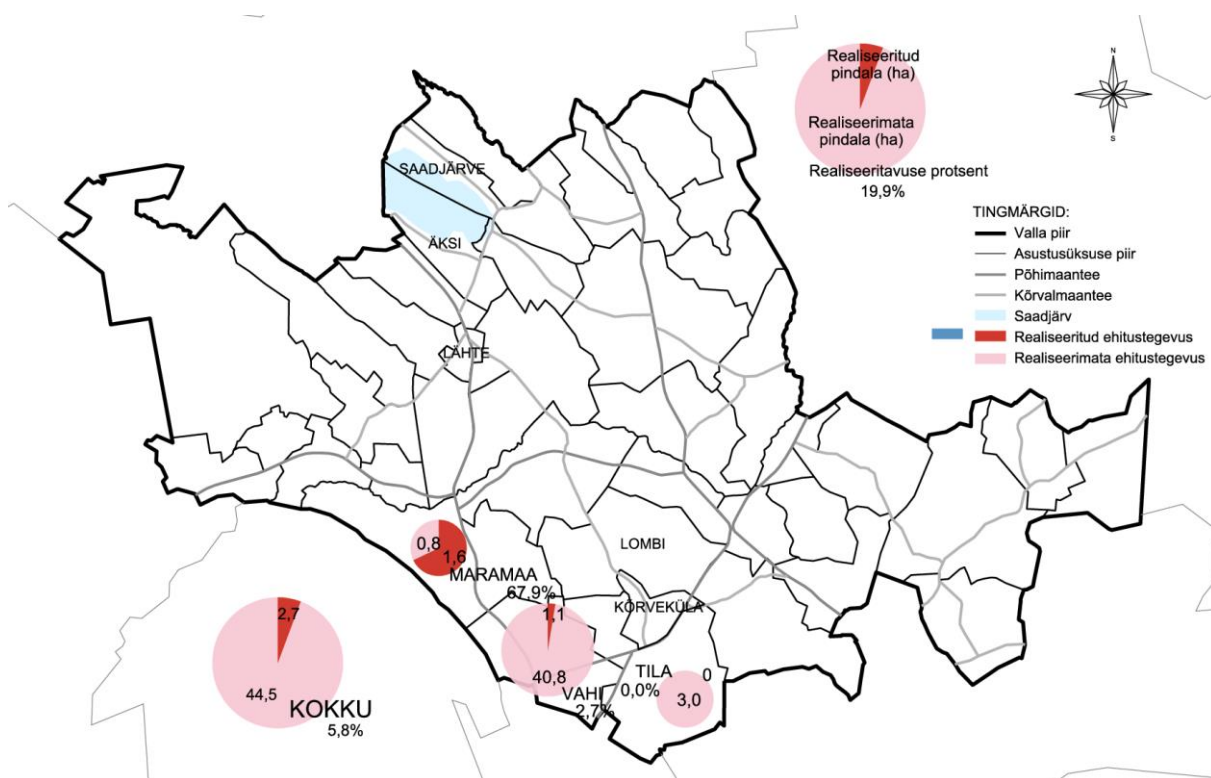 Realiseeritud
pindala (ha)
Realiseerimata
pindala (ha)
Realiseeritavuse protsent
19,9%
S
TINGMÄRGID:
Valla piir
Asustusüksuse piir
Põhimaantee
Kõrvalmaantee
Saadjärv
Realiseeritud ehitustegevus
Realiseerimata ehitustegevus
SAADJÄRVE
ÄKSI
LÄHTE
0,8
1,6
MARAMAA
67,9%
LOMBI
KÕRVEKÜLA
1,1
40,8
VAHI
2,7%
TILA
0,0%
0
3,0
2,7
44,5
KOKKU
5,8%